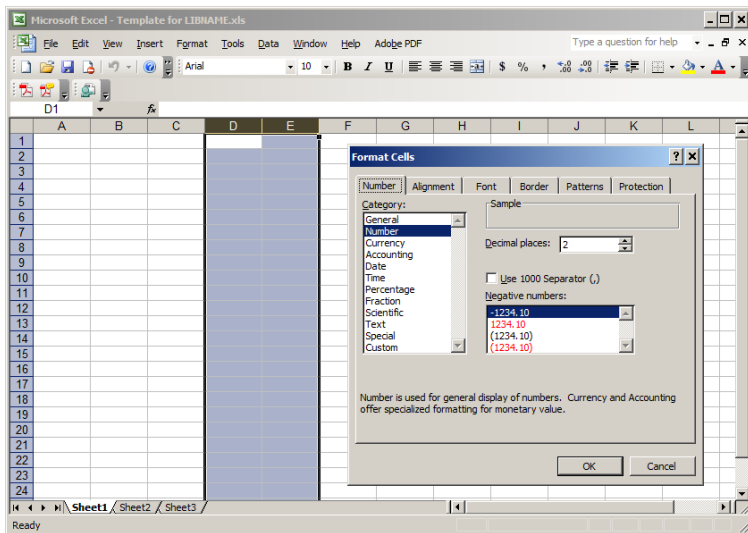 Microsoft Excel - Template for LIBNAME.xls
File Edit View Insert Format Tools Data Window Help Adobe PDF Type a question for help
Arial 10 B I U $ % , .00 .00
D1 fx
A B C D E F G H I J K L
1
2
3
4
5
6
7
8
9
10
11
12
13
14
15
16
17
18
19
20
21
22
23
24
Format Cells
Number Alignment Font Border Patterns Protection
Category:
General
Number
Currency
Accounting
Date
Time
Percentage
Fraction
Scientific
Text
Special
Custom
Sample
Decimal places: 2
Use 1000 Separator (,)
Negative numbers:
-1234.10
1234.10
(1234.10)
(1234.10)
Number is used for general display of numbers. Currency and Accounting
offer specialized formatting for monetary value.
OK Cancel
Sheet1 Sheet2 Sheet3
Ready